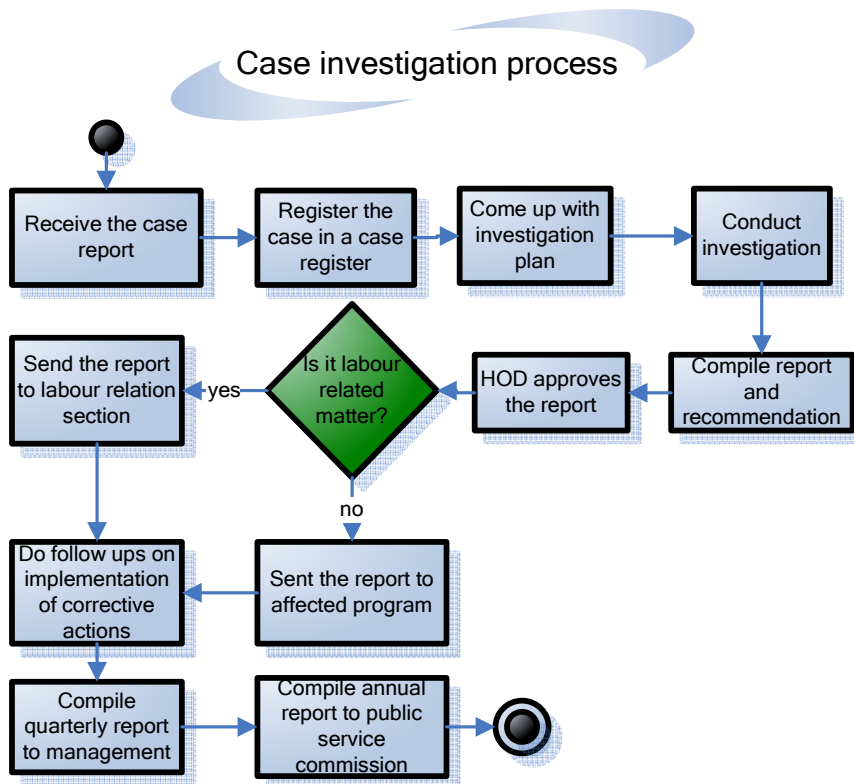 Case investigation process
Receive the case
report
Register the
case in a case
register
Come up with
investigation
plan
Conduct
investigation
Compile report
and
recommendation
HOD approves
the report
Is it labour
related
matter?
yes
Send the report
to labour relation
section
no
Sent the report to
affected program
Do follow ups on
implementation
of corrective
actions
Compile
quarterly report
to management
Compile annual
report to public
service
commission